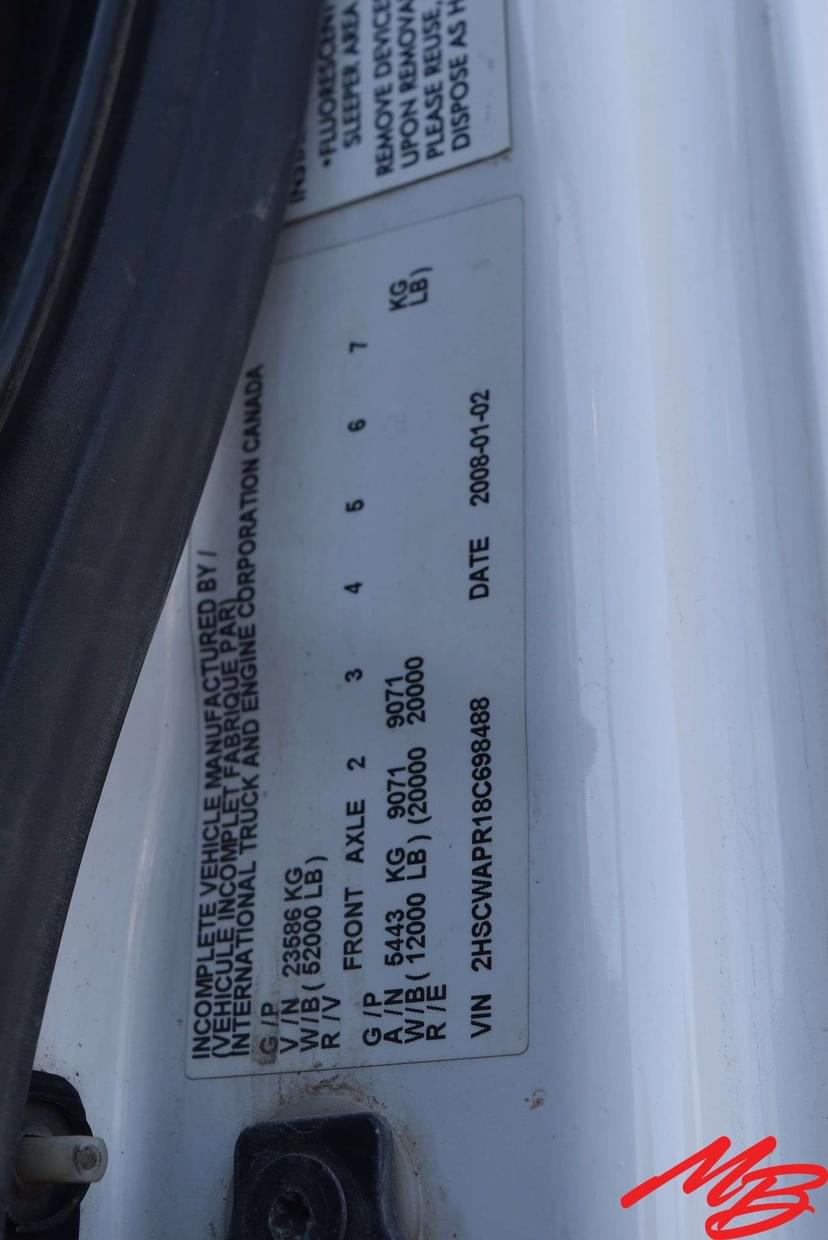 INCOMPLETE VEHICLE MANUFACTURED BY /
(VEHICULE INCOMPLET FABRIQUE PAR)
INTERNATIONAL TRUCK AND ENGINE CORPORATION CANADA
G /P
V /N 23586 KG
W/B ( 52000 LB )
R /V
FRONT AXLE 2 3 4 5 6 7
G /P
A /N 5443 KG 9071 9071 KG
W/B ( 12000 LB ) (20000 20000 LB )
R /E
VIN 2HSCWAPR18C698488 DATE 2008-01-02
•FLUORESCENT
SLEEPER AREA
REMOVE DEVICES
UPON REMOVA
PLEASE REUSE,
DISPOSE AS H
MB